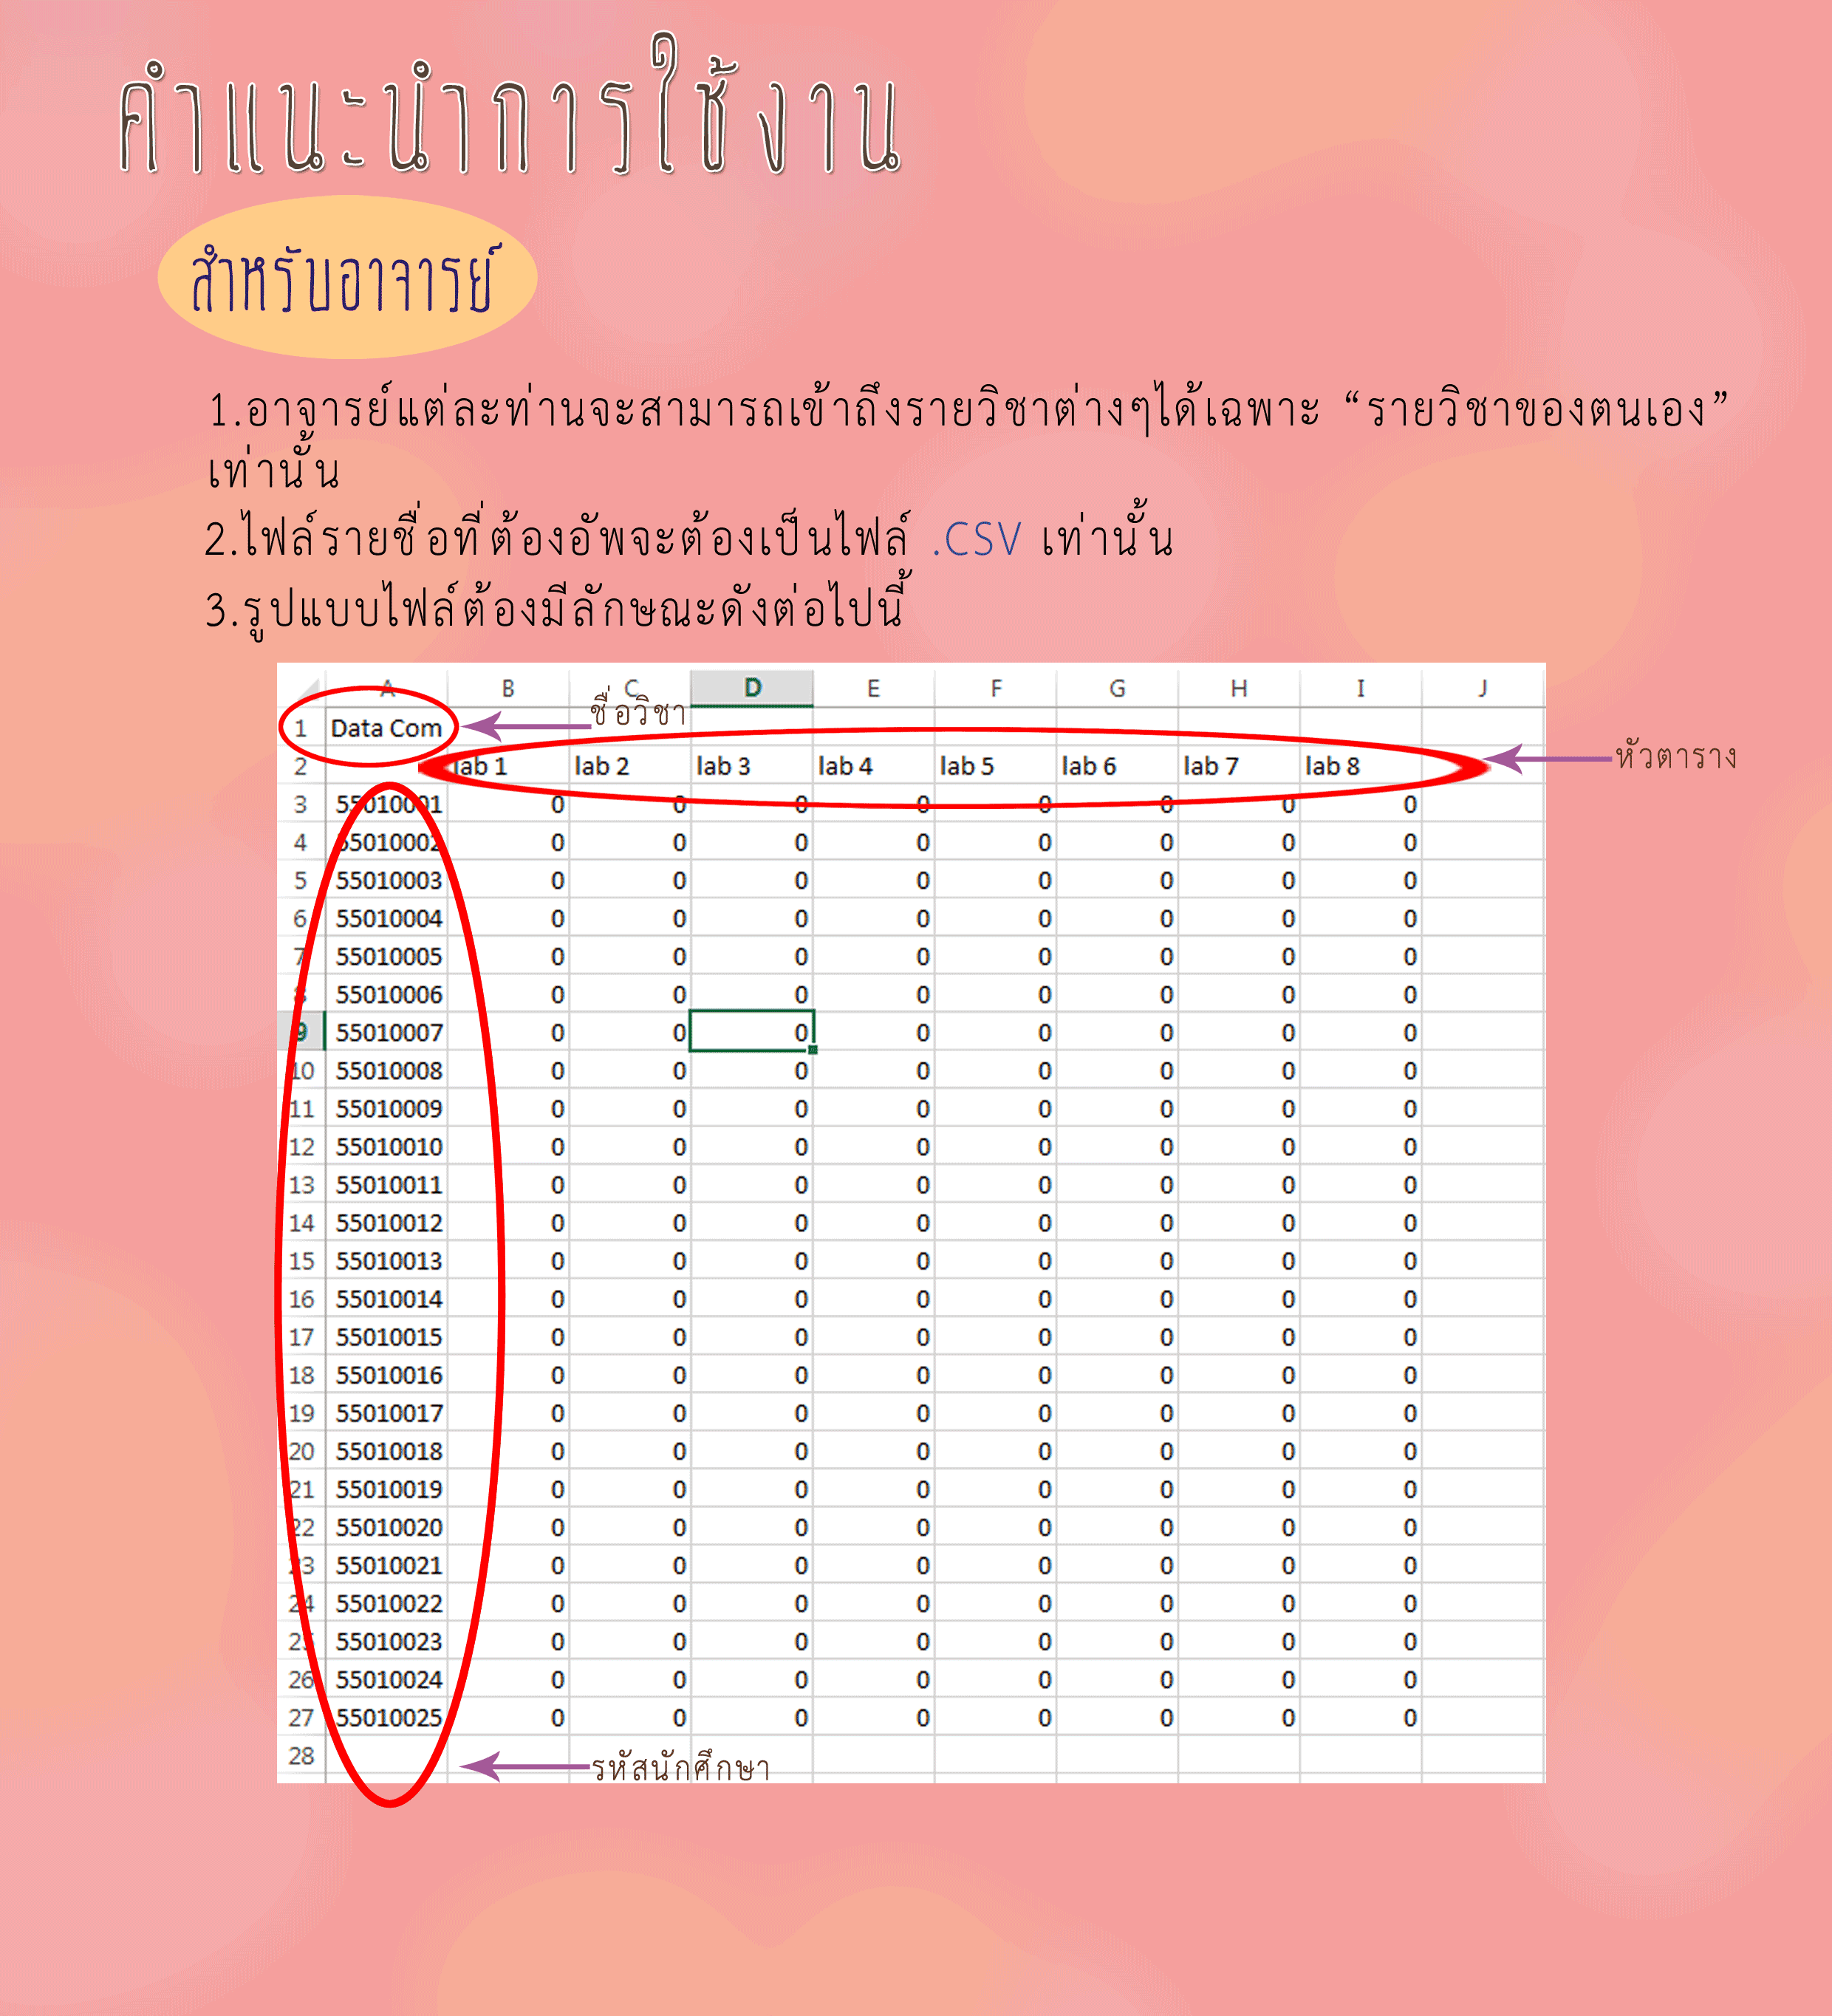 คำแนะนำการใช้งาน
สำหรับอาจารย์
1.อาจารย์แต่ละท่านจะสามารถเข้าถึงรายวิชาต่างๆได้เฉพาะ “รายวิชาของตนเอง”
เท่านั้น
2.ไฟล์รายชื่อที่ต้องอัพจะต้องเป็นไฟล์ .CSV เท่านั้น
3.รูปแบบไฟล์ต้องมีลักษณะดังต่อไปนี้
A B C D E F G H I J
1 Data Com ชื่อวิชา
2 lab 1 lab 2 lab 3 lab 4 lab 5 lab 6 lab 7 lab 8 หัวตาราง
3 55010001 0 0 0 0 0 0 0 0
4 55010002 0 0 0 0 0 0 0 0
5 55010003 0 0 0 0 0 0 0 0
6 55010004 0 0 0 0 0 0 0 0
7 55010005 0 0 0 0 0 0 0 0
8 55010006 0 0 0 0 0 0 0 0
9 55010007 0 0 0 0 0 0 0 0
10 55010008 0 0 0 0 0 0 0 0
11 55010009 0 0 0 0 0 0 0 0
12 55010010 0 0 0 0 0 0 0 0
13 55010011 0 0 0 0 0 0 0 0
14 55010012 0 0 0 0 0 0 0 0
15 55010013 0 0 0 0 0 0 0 0
16 55010014 0 0 0 0 0 0 0 0
17 55010015 0 0 0 0 0 0 0 0
18 55010016 0 0 0 0 0 0 0 0
19 55010017 0 0 0 0 0 0 0 0
20 55010018 0 0 0 0 0 0 0 0
21 55010019 0 0 0 0 0 0 0 0
22 55010020 0 0 0 0 0 0 0 0
23 55010021 0 0 0 0 0 0 0 0
24 55010022 0 0 0 0 0 0 0 0
25 55010023 0 0 0 0 0 0 0 0
26 55010024 0 0 0 0 0 0 0 0
27 55010025 0 0 0 0 0 0 0 0
28 รหัสนักศึกษา